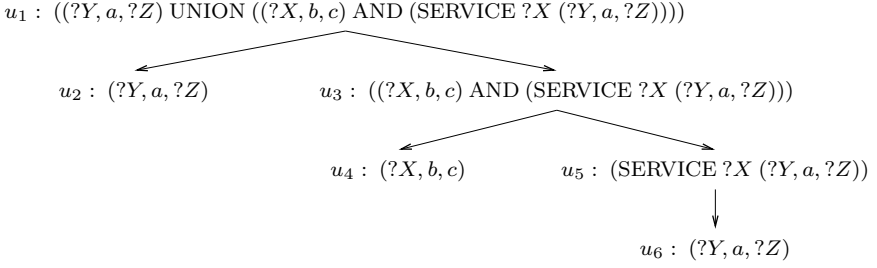 u1 : ((?Y, a, ?Z) UNION ((?X, b, c) AND (SERVICE ?X (?Y, a, ?Z))))
u2 : (?Y, a, ?Z) u3 : ((?X, b, c) AND (SERVICE ?X (?Y, a, ?Z)))
u4 : (?X, b, c) u5 : (SERVICE ?X (?Y, a, ?Z))
u6 : (?Y, a, ?Z)